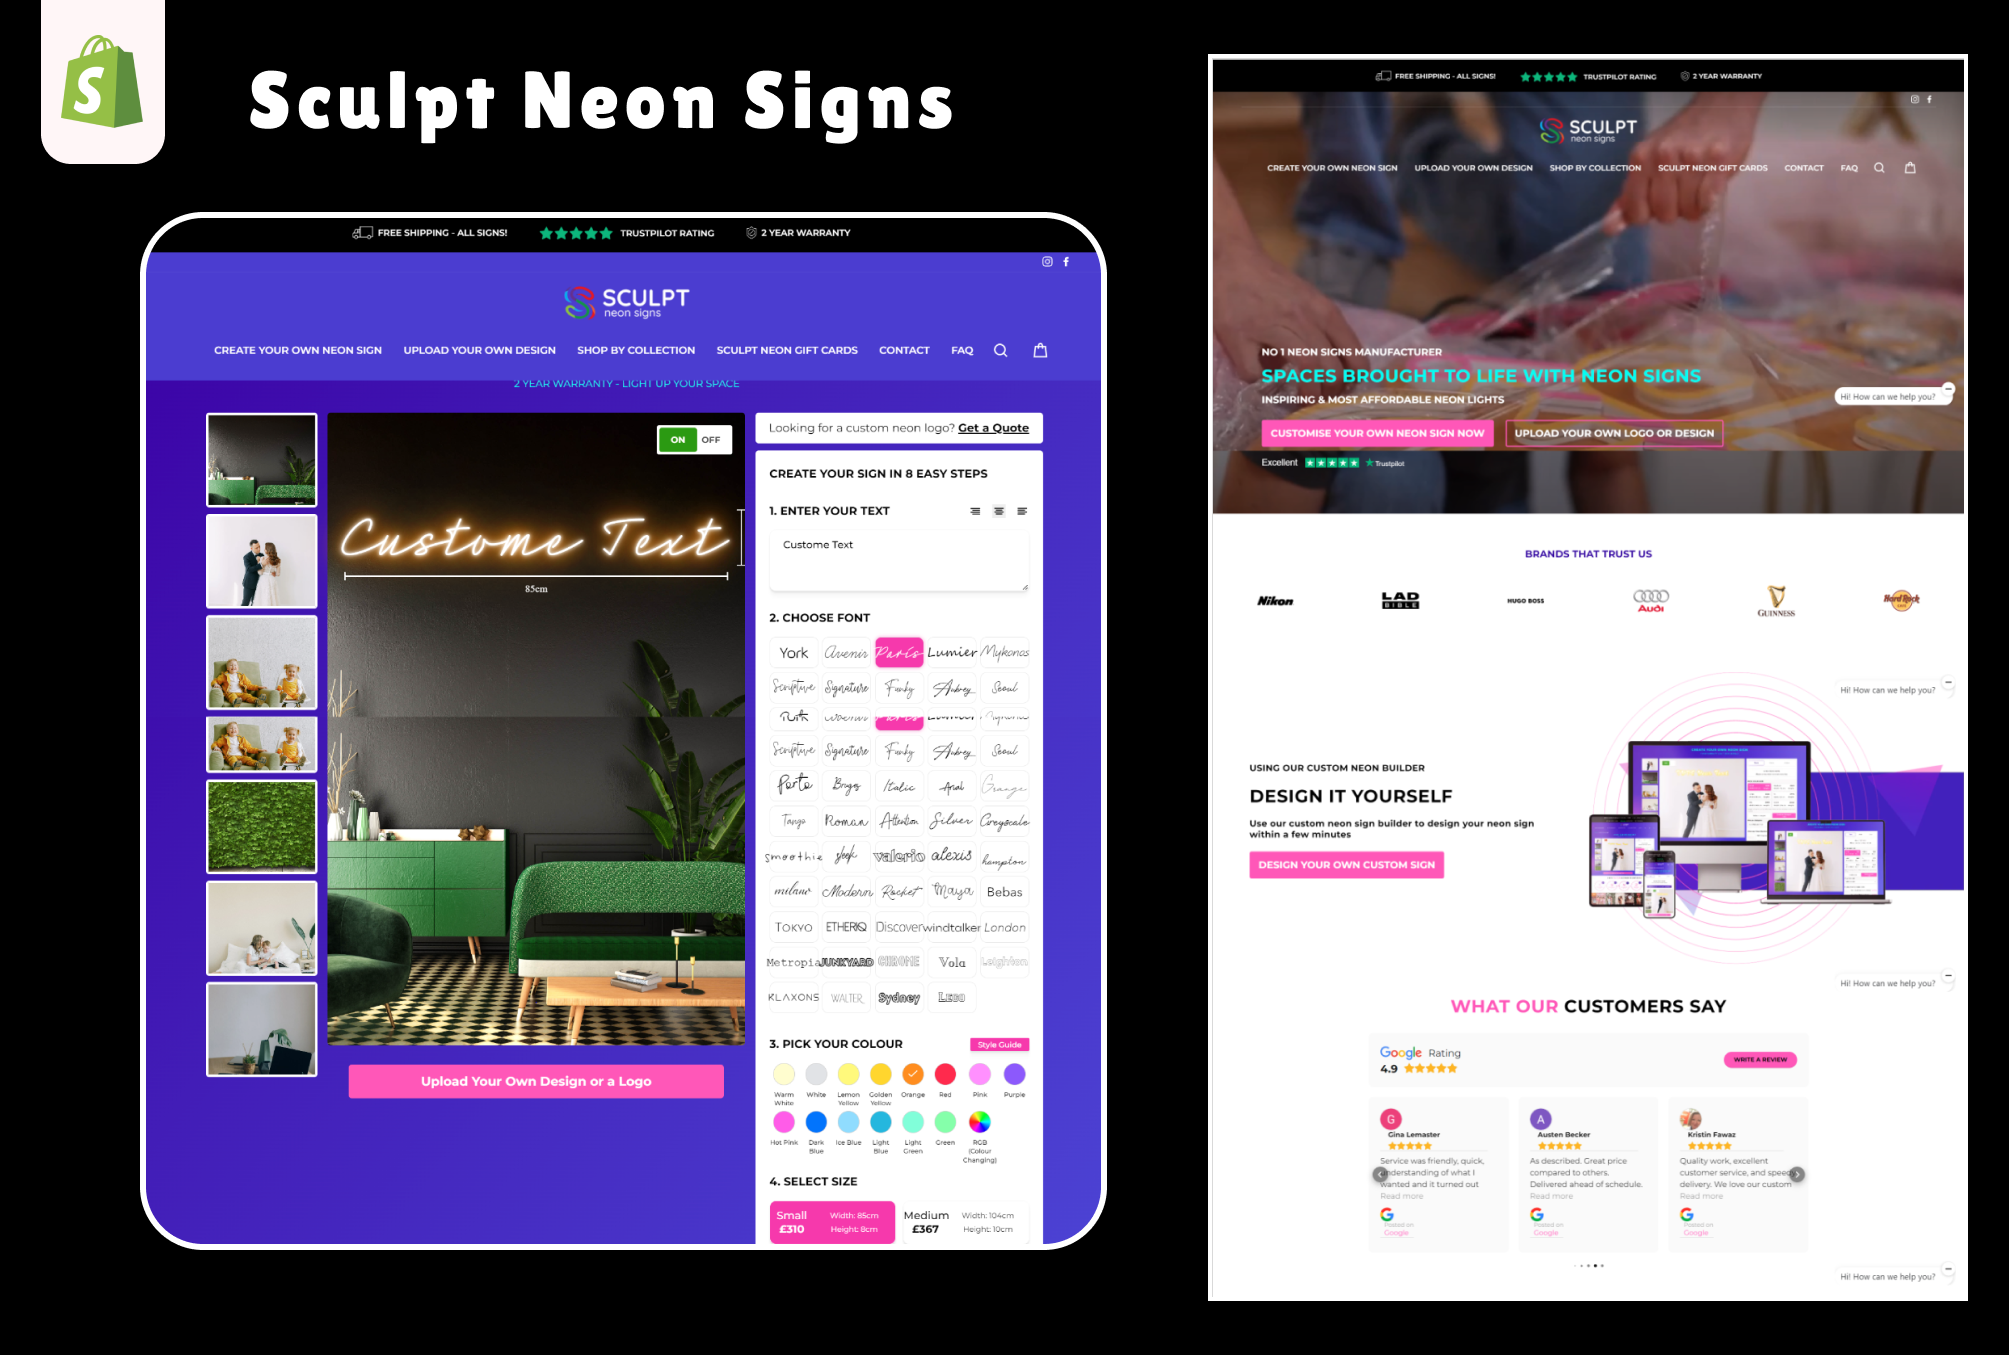 Sculpt Neon Signs
FREE SHIPPING - ALL SIGNS!
TRUSTPILOT RATING
2 YEAR WARRANTY
SCULPT
neon signs
CREATE YOUR OWN NEON SIGN
UPLOAD YOUR OWN DESIGN
SHOP BY COLLECTION
SCULPT NEON GIFT CARDS
CONTACT
FAQ
2 YEAR WARRANTY - LIGHT UP YOUR SPACE
ON OFF
Custome Text
85cm
Upload Your Own Design or a Logo
Looking for a custom neon logo? Get a Quote
CREATE YOUR SIGN IN 8 EASY STEPS
1. ENTER YOUR TEXT
Custome Text
2. CHOOSE FONT
York Avenir Paris Lumier Mykonos
Scripture Signature Funky Aubrey Seoul
York Avenir Paris Lumier Mykonos
Scripture Signature Funky Aubrey Seoul
Porto Briggs Italic Arial Grange
Tango Roman Attention Silver Greyscale
Smoothie sleek valerio alexis hampton
milano Modern Rocket Maya Bebas
TOKYO ETHERIQ Discover windtalker London
Metropia JUNKYARD CHROME Vola Leighton
KLAXONS WALTER Sydney LEGO
3. PICK YOUR COLOUR
Style Guide
Warm White
White
Lemon Yellow
Golden Yellow
Orange
Red
Pink
Purple
Hot Pink
Dark Blue
Ice Blue
Light Blue
Light Green
Green
RGB (Colour Changing)
4. SELECT SIZE
Small Width: 85cm
£310 Height: 8cm
Medium Width: 104cm
£367 Height: 10cm
FREE SHIPPING - ALL SIGNS!
TRUSTPILOT RATING
2 YEAR WARRANTY
SCULPT
neon signs
CREATE YOUR OWN NEON SIGN
UPLOAD YOUR OWN DESIGN
SHOP BY COLLECTION
SCULPT NEON GIFT CARDS
CONTACT
FAQ
NO 1 NEON SIGNS MANUFACTURER
SPACES BROUGHT TO LIFE WITH NEON SIGNS
INSPIRING & MOST AFFORDABLE NEON LIGHTS
CUSTOMISE YOUR OWN NEON SIGN NOW
UPLOAD YOUR OWN LOGO OR DESIGN
Excellent Trustpilot
Hi! How can we help you?
BRANDS THAT TRUST US
Nikon
LAD
BIBLE
HUGO BOSS
Audi
GUINNESS
Hard Rock
Hi! How can we help you?
USING OUR CUSTOM NEON BUILDER
DESIGN IT YOURSELF
Use our custom neon sign builder to design your neon sign
within a few minutes
DESIGN YOUR OWN CUSTOM SIGN
Hi! How can we help you?
WHAT OUR CUSTOMERS SAY
Google Rating
4.9
WRITE A REVIEW
G
Gina Lemaster
Service was friendly, quick,
understanding of what I
wanted and it turned out
Read more
Posted on
Google
A
Austen Becker
As described. Great price
compared to others.
Delivered ahead of schedule.
Read more
Posted on
Google
Kristin Fawaz
Quality work, excellent
customer service, and speedy
delivery. We love our custom
Read more
Posted on
Google
Hi! How can we help you?